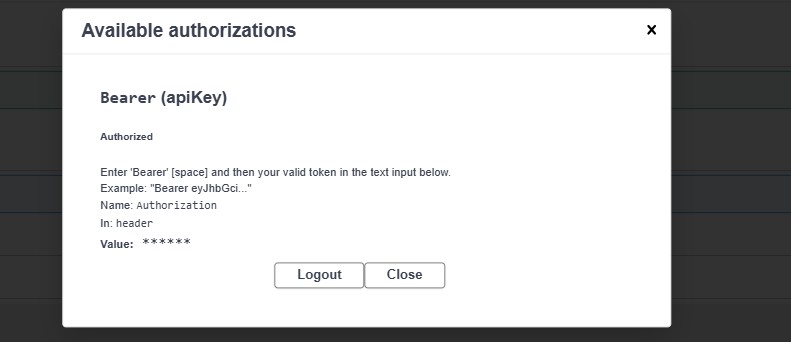 Available authorizations
×
Bearer (apiKey)
Authorized
Enter 'Bearer' [space] and then your valid token in the text input below.
Example: "Bearer eyJhbGci..."
Name: Authorization
In: header
Value: ******
Logout Close